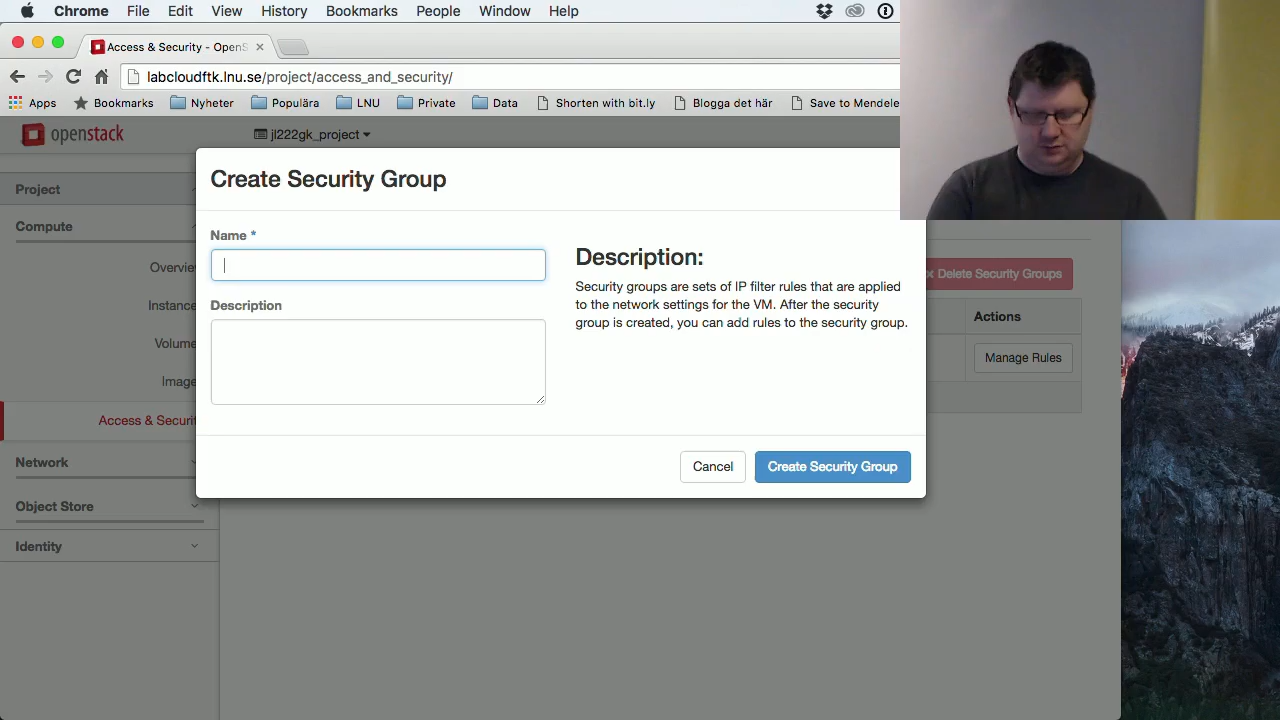 Chrome File Edit View History Bookmarks People Window Help
Access & Security - OpenS
labcloudftk.lnu.se/project/access_and_security/
Apps Bookmarks Nyheter Populära LNU Private Data Shorten with bit.ly Blogga det här Save to Mendele
openstack jl222gk_project
Create Security Group
Project
Compute
Name *
Description:
Overvie
Delete Security Groups
Security groups are sets of IP filter rules that are applied
to the network settings for the VM. After the security
group is created, you can add rules to the security group.
Instance
Description
Actions
Volume
Manage Rules
Image
Access & Securit
Network
Cancel Create Security Group
Object Store
Identity